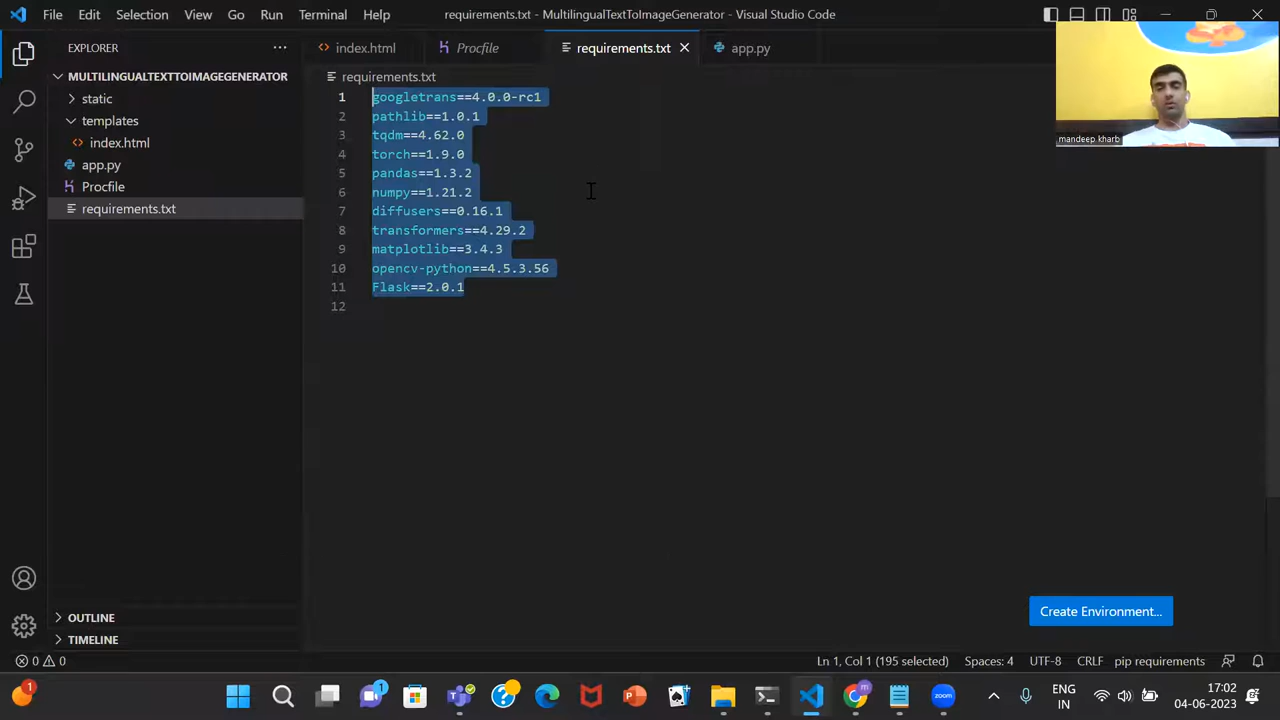 File Edit Selection View Go Run Terminal Help
requirements.txt - MultilingualTextToImageGenerator - Visual Studio Code
EXPLORER
index.html
Procfile
requirements.txt
app.py
MULTILINGUALTEXTTOIMAGEGENERATOR
static
templates
index.html
app.py
Procfile
requirements.txt
requirements.txt
1 googletrans==4.0.0-rc1
2 pathlib==1.0.1
3 tqdm==4.62.0
4 torch==1.9.0
5 pandas==1.3.2
6 numpy==1.21.2
7 diffusers==0.16.1
8 transformers==4.29.2
9 matplotlib==3.4.3
10 opencv-python==4.5.3.56
11 Flask==2.0.1
12
mandeep kharb
Create Environment...
OUTLINE
TIMELINE
0 0
Ln 1, Col 1 (195 selected) Spaces: 4 UTF-8 CRLF pip requirements
1
1
m
zoom
ENG
IN
17:02
04-06-2023